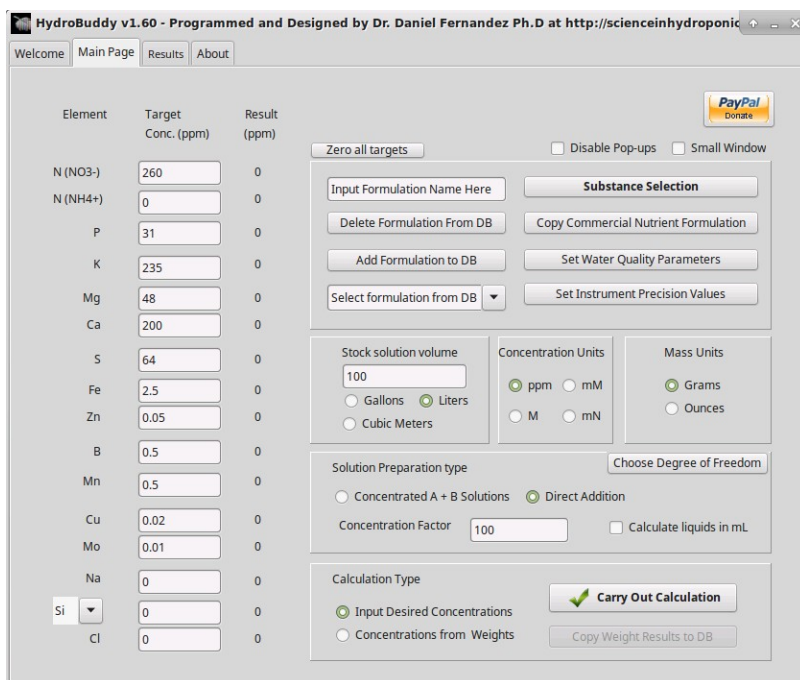 HydroBuddy v1.60 - Programmed and Designed by Dr. Daniel Fernandez Ph.D at http://scienceinhydroponic
Welcome Main Page Results About
Element Target Conc. (ppm) Result (ppm)
PayPal
Donate
Zero all targets Disable Pop-ups Small Window
N (NO3-) 260 0
N (NH4+) 0 0
P 31 0
K 235 0
Mg 48 0
Ca 200 0
S 64 0
Fe 2.5 0
Zn 0.05 0
B 0.5 0
Mn 0.5 0
Cu 0.02 0
Mo 0.01 0
Na 0 0
Si 0 0
Cl 0 0
Input Formulation Name Here Substance Selection
Delete Formulation From DB Copy Commercial Nutrient Formulation
Add Formulation to DB Set Water Quality Parameters
Select formulation from DB Set Instrument Precision Values
Stock solution volume
100
Gallons Liters
Cubic Meters
Concentration Units
ppm mM
M mN
Mass Units
Grams
Ounces
Solution Preparation type Choose Degree of Freedom
Concentrated A + B Solutions Direct Addition
Concentration Factor 100 Calculate liquids in mL
Calculation Type
Input Desired Concentrations Carry Out Calculation
Concentrations from Weights Copy Weight Results to DB